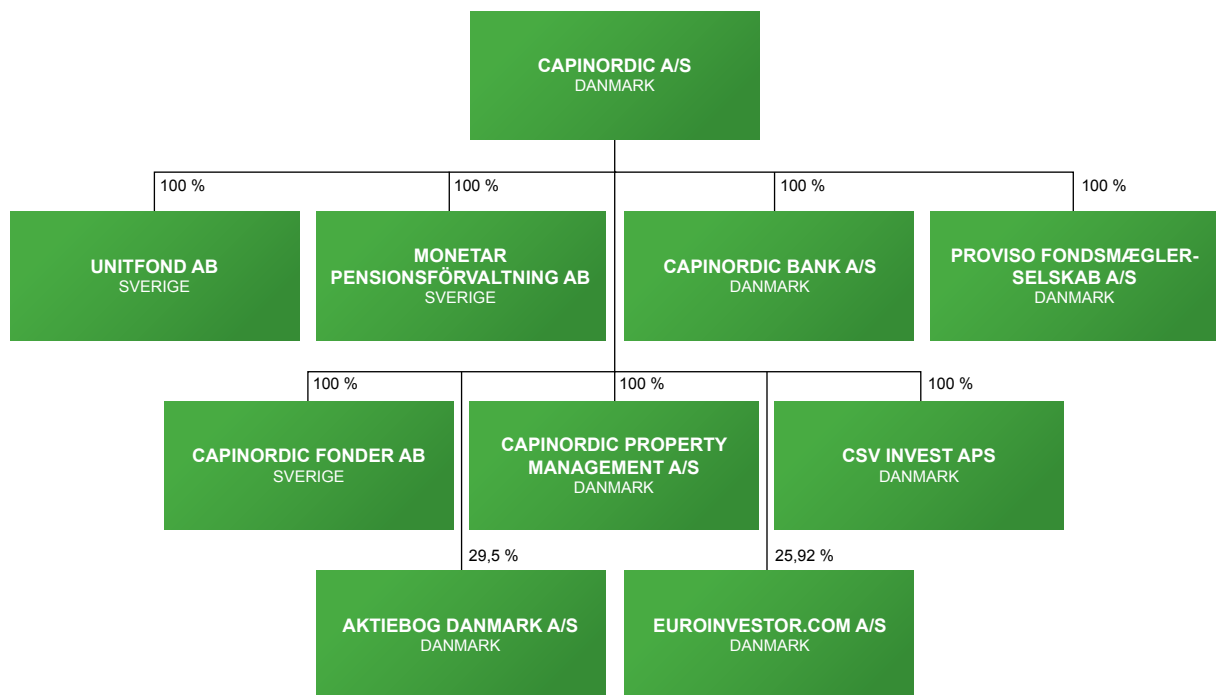 CAPINORDIC A/S
DANMARK
100 %
100 %
100 %
100 %
UNITFOND AB
SVERIGE
MONETAR
PENSIONSFÖRVALTNING AB
SVERIGE
CAPINORDIC BANK A/S
DANMARK
PROVISO FONDSMÆGLER-
SELSKAB A/S
DANMARK
100 %
100 %
100 %
CAPINORDIC FONDER AB
SVERIGE
CAPINORDIC PROPERTY
MANAGEMENT A/S
DANMARK
CSV INVEST APS
DANMARK
29,5 %
25,92 %
AKTIEBOG DANMARK A/S
DANMARK
EUROINVESTOR.COM A/S
DANMARK